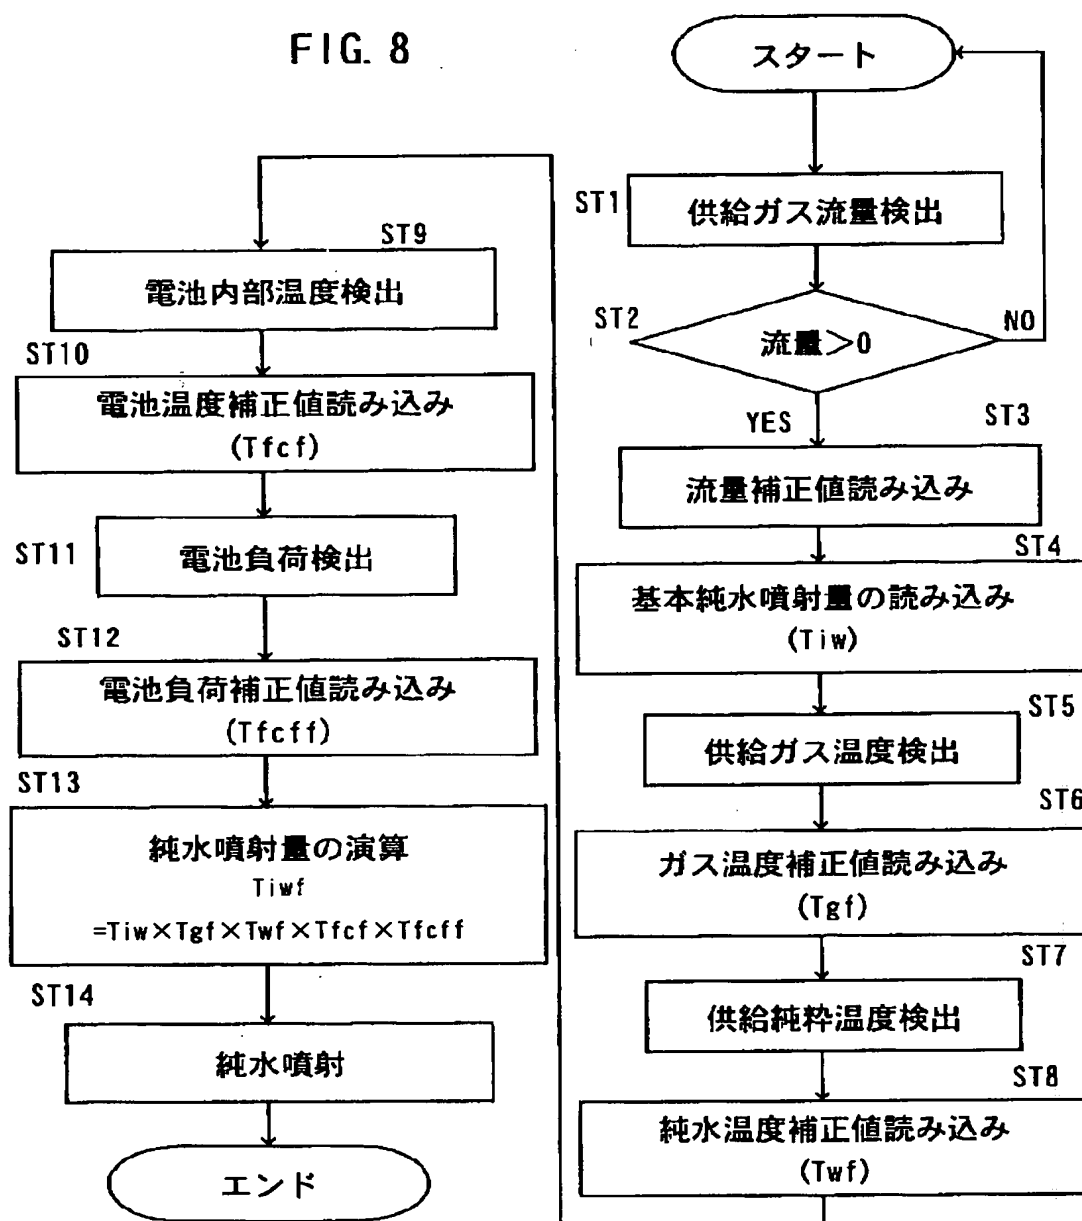 FIG. 8
スタート
ST1
供給ガス流量検出
ST2
流量>0
NO
YES
ST3
流量補正値読み込み
ST4
基本純水噴射量の読み込み
(Tiw)
ST5
供給ガス温度検出
ST6
ガス温度補正値読み込み
(Tgf)
ST7
供給純粋温度検出
ST8
純水温度補正値読み込み
(Twf)
ST9
電池内部温度検出
ST10
電池温度補正値読み込み
(Tfcf)
ST11
電池負荷検出
ST12
電池負荷補正値読み込み
(Tfcff)
ST13
純水噴射量の演算
Tiwf
=Tiw×Tgf×Twf×Tfcf×Tfcff
ST14
純水噴射
エンド